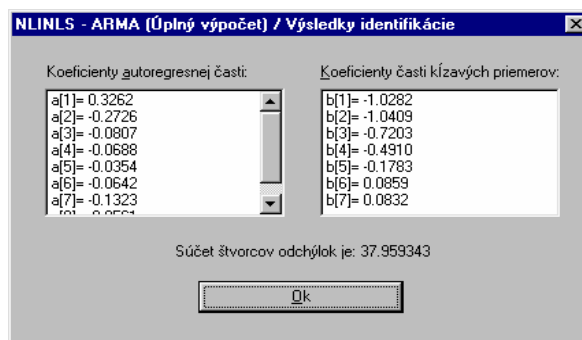 NLINLS - ARMA (Úplný výpočet) / Výsledky identifikácie
Koeficienty autoregresnej časti:
a[1]= 0.3262
a[2]= -0.2726
a[3]= -0.0807
a[4]= -0.0688
a[5]= -0.0354
a[6]= -0.0642
a[7]= -0.1323
Koeficienty časti kĺzavých priemerov:
b[1]= -1.0282
b[2]= -1.0409
b[3]= -0.7203
b[4]= -0.4910
b[5]= -0.1783
b[6]= 0.0859
b[7]= 0.0832
Súčet štvorcov odchýlok je: 37.959343
Ok